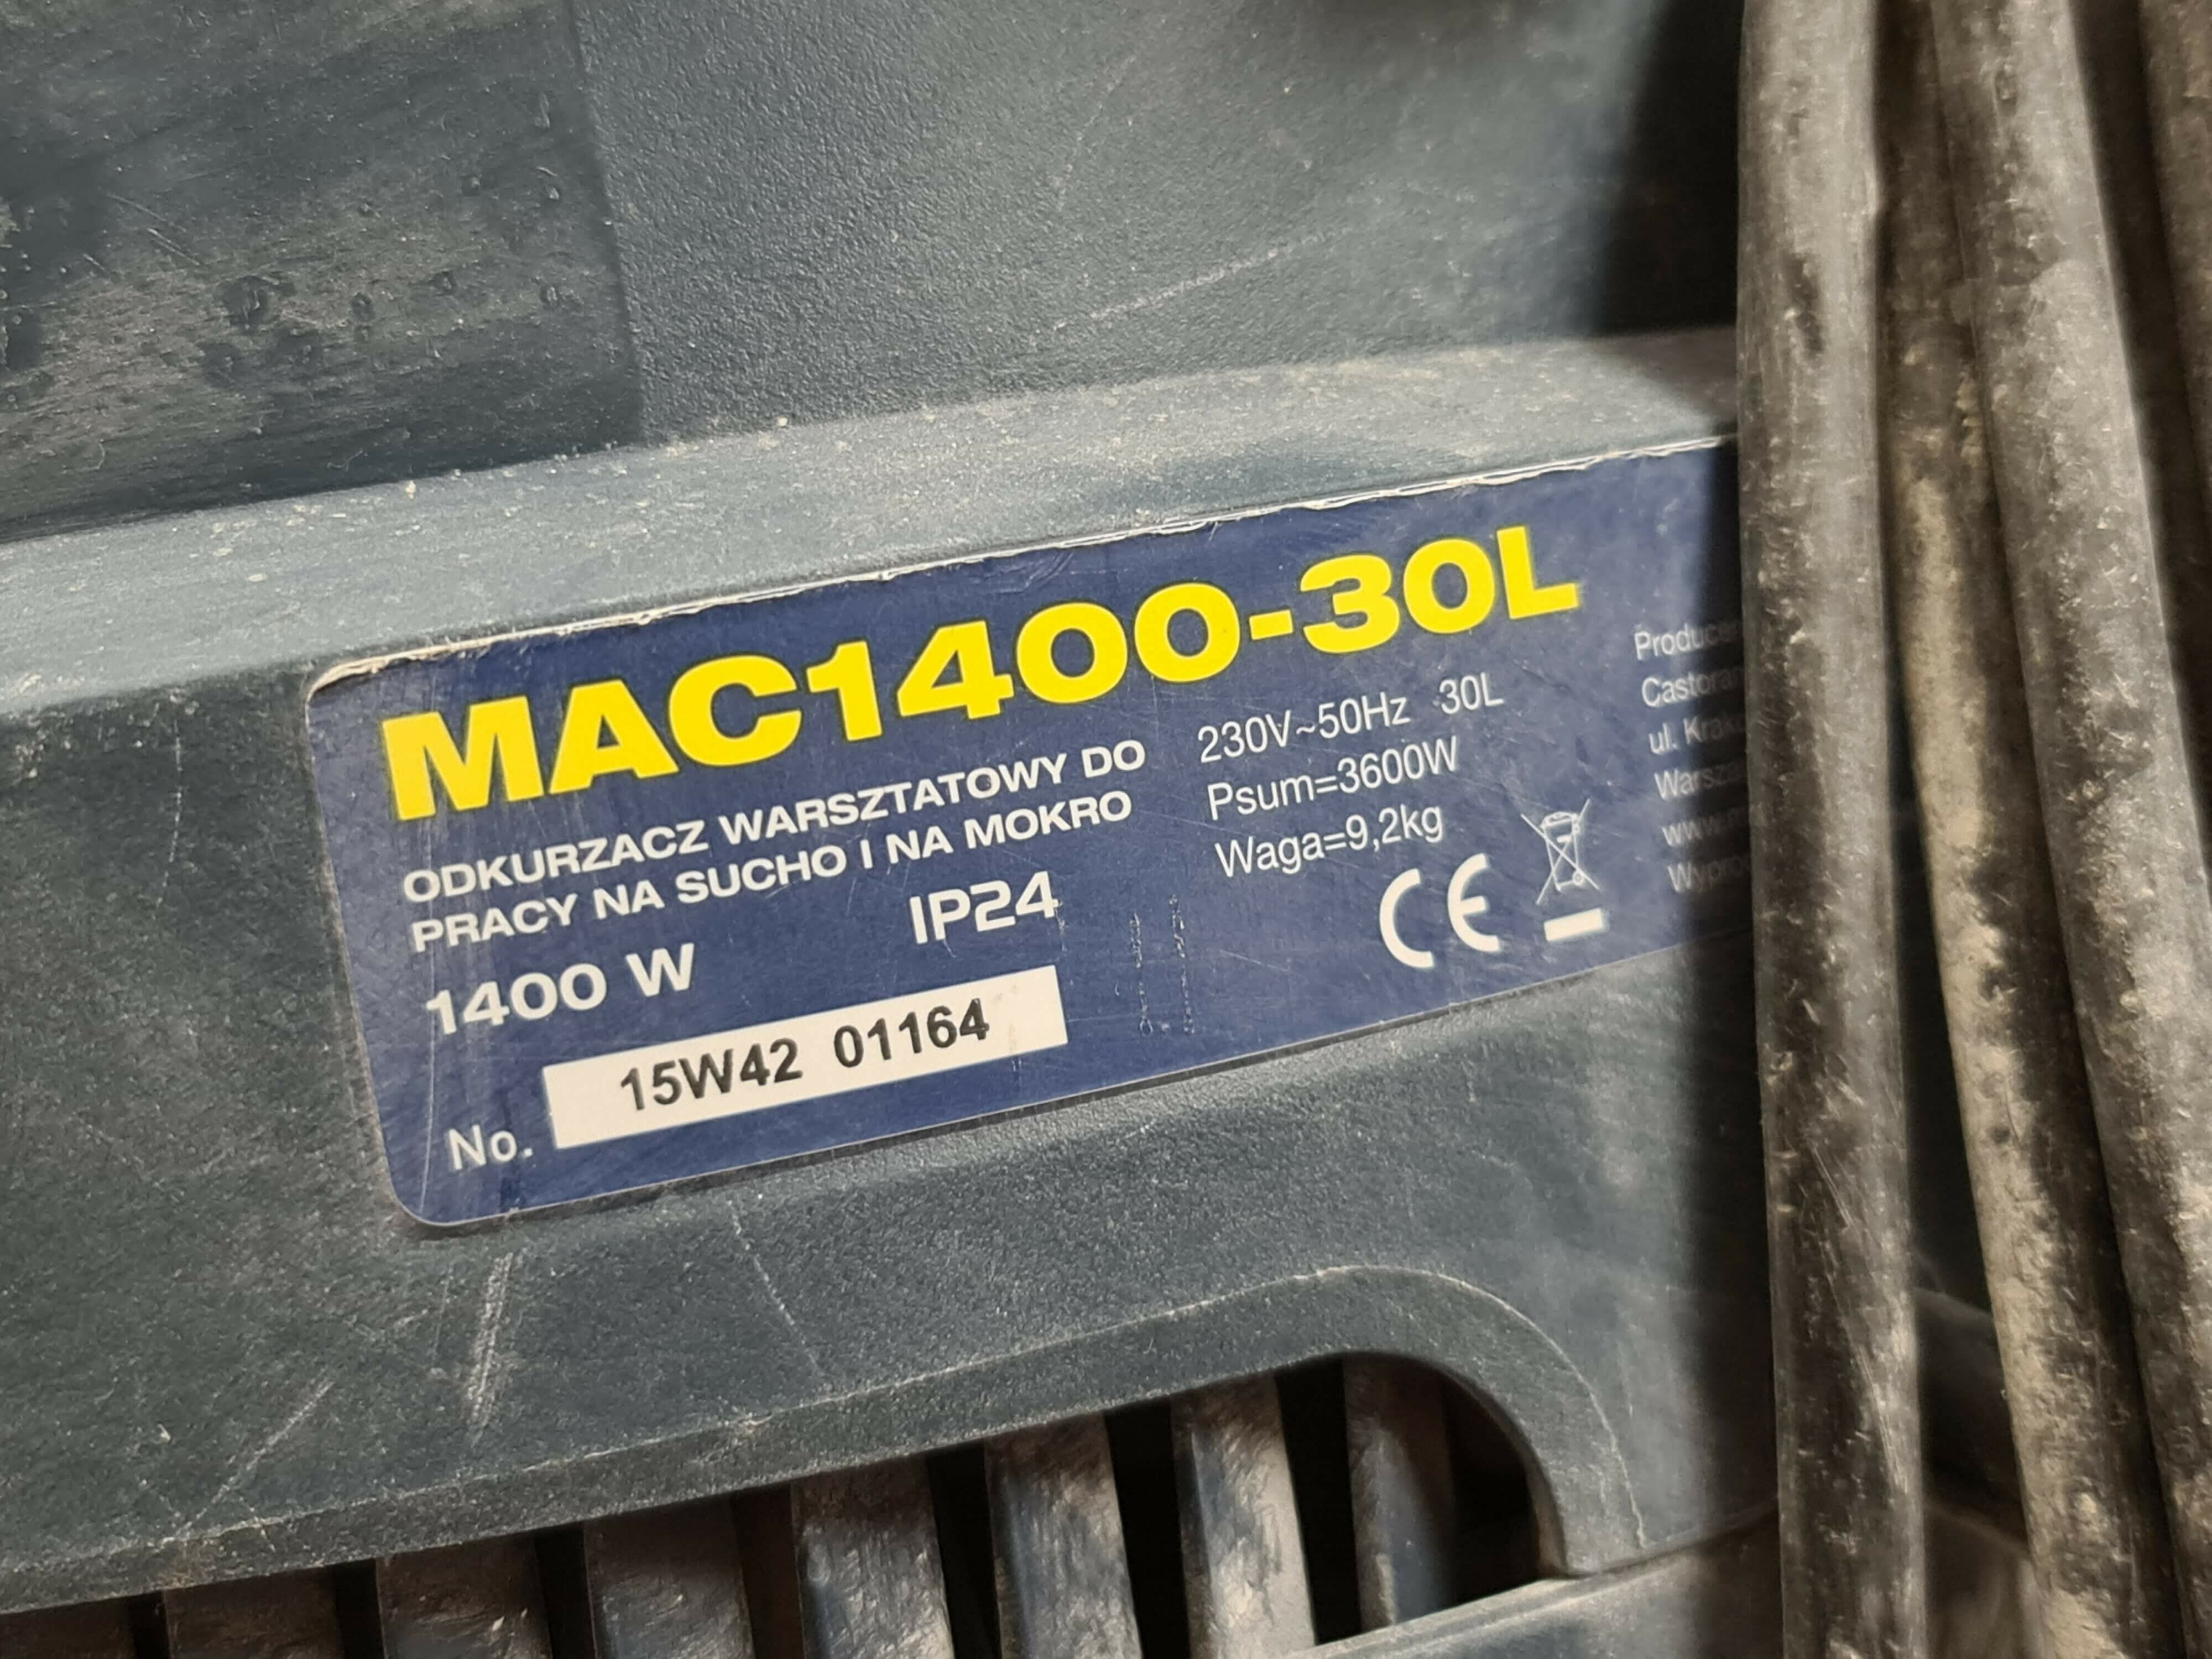 MAC1400-30L
ODKURZACZ WARSZTATOWY DO
PRACY NA SUCHO I NA MOKRO
1400 W IP24
No. 15W42 01164
230V~50Hz 30L
Psum=3600W
Waga=9,2kg
CE
ul.